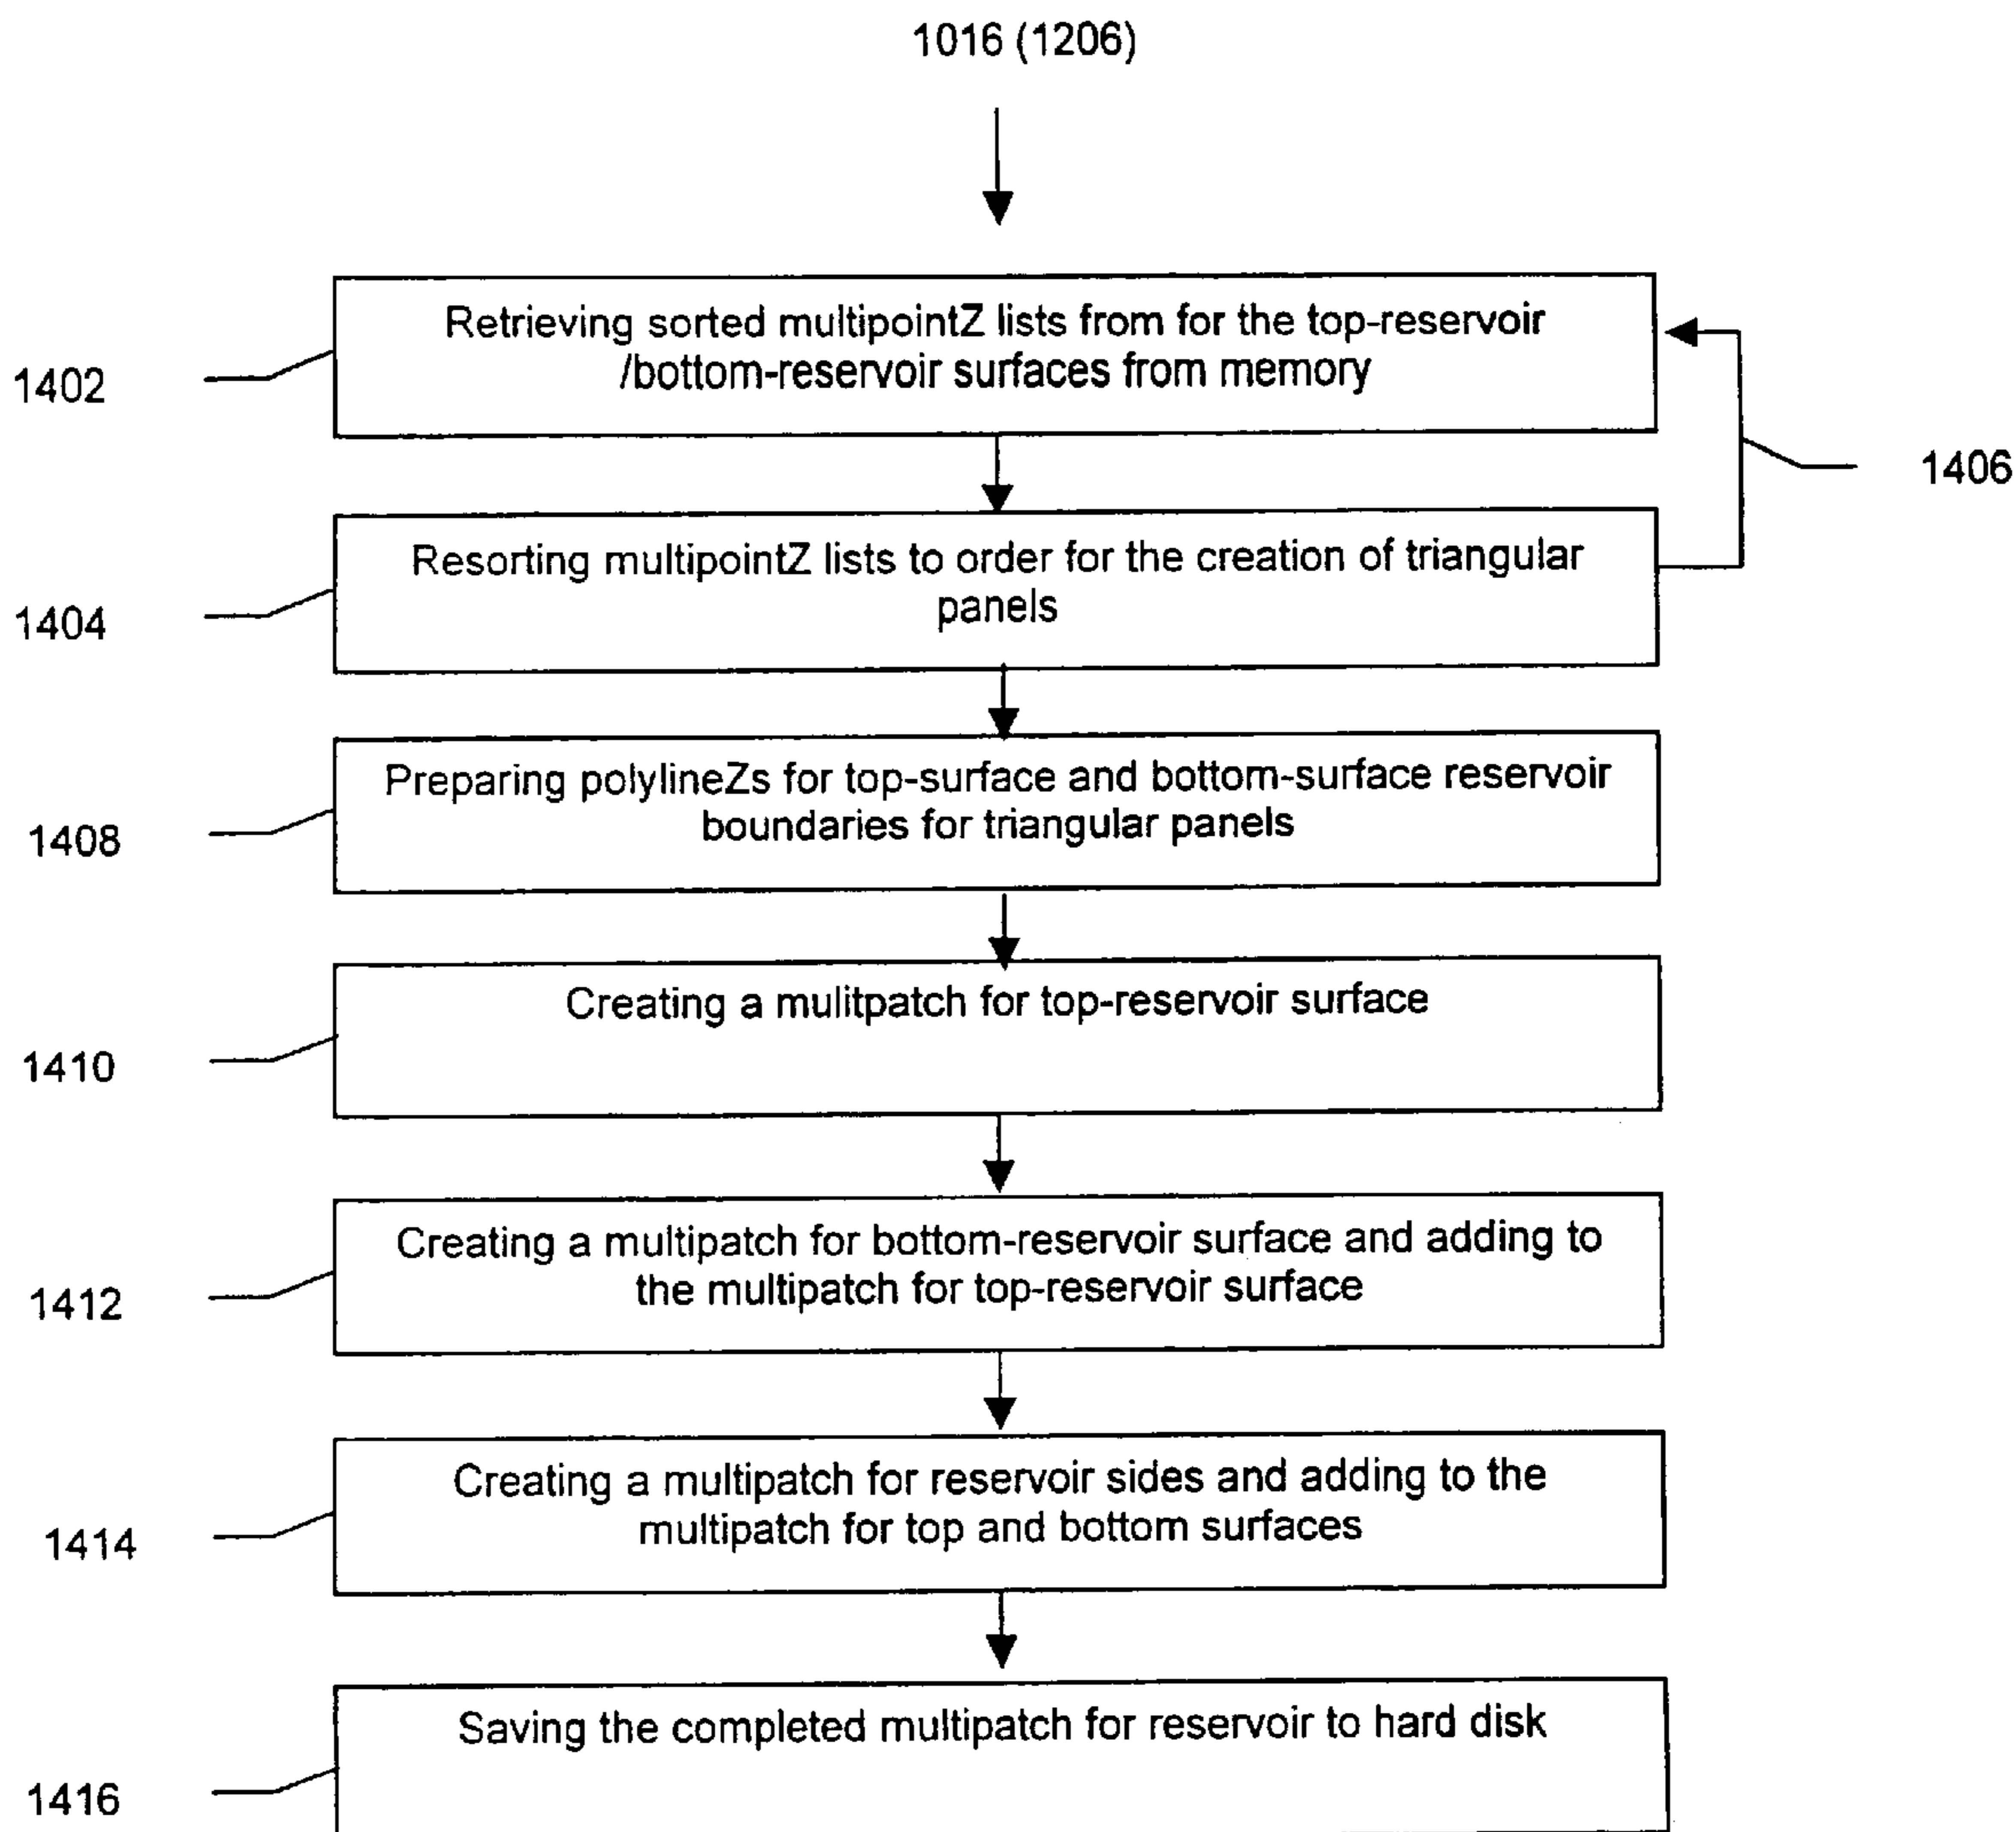 1016 (1206)
Retrieving sorted multipointZ lists from for the top-reservoir
/bottom-reservoir surfaces from memory
1402
1406
Resorting multipointZ lists to order for the creation of triangular
panels
1404
Preparing polylineZs for top-surface and bottom-surface reservoir
boundaries for triangular panels
1408
Creating a mulitpatch for top-reservoir surface
1410
Creating a multipatch for bottom-reservoir surface and adding to
the multipatch for top-reservoir surface
1412
Creating a multipatch for reservoir sides and adding to the
multipatch for top and bottom surfaces
1414
Saving the completed multipatch for reservoir to hard disk
1416